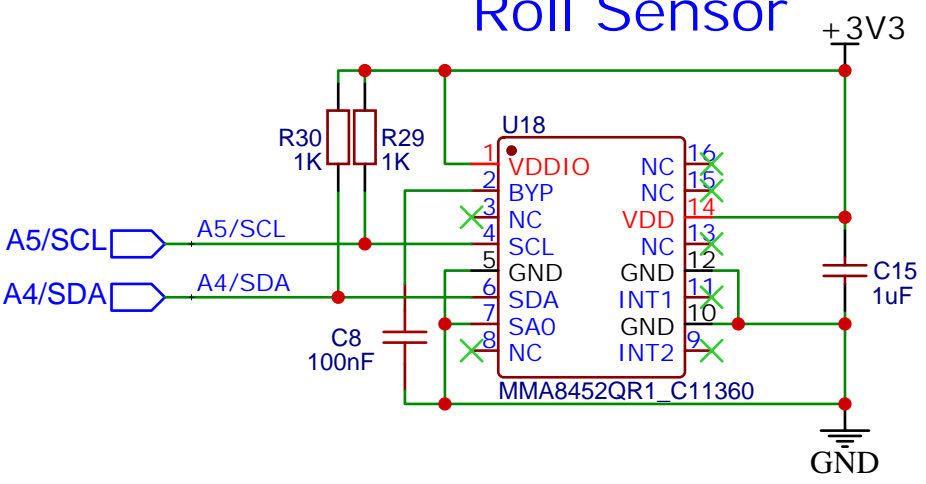 Roll Sensor
+3V3
U18
R30
1K
R29
1K
1 VDDIO NC 16
2 BYP NC 15
3 NC VDD 14
A5/SCL A5/SCL 4 SCL NC 13
5 GND GND 12
A4/SDA A4/SDA 6 SDA INT1 11
7 SA0 GND 10
8 NC INT2 9
C15
1uF
C8
100nF
MMA8452QR1_C11360
GND